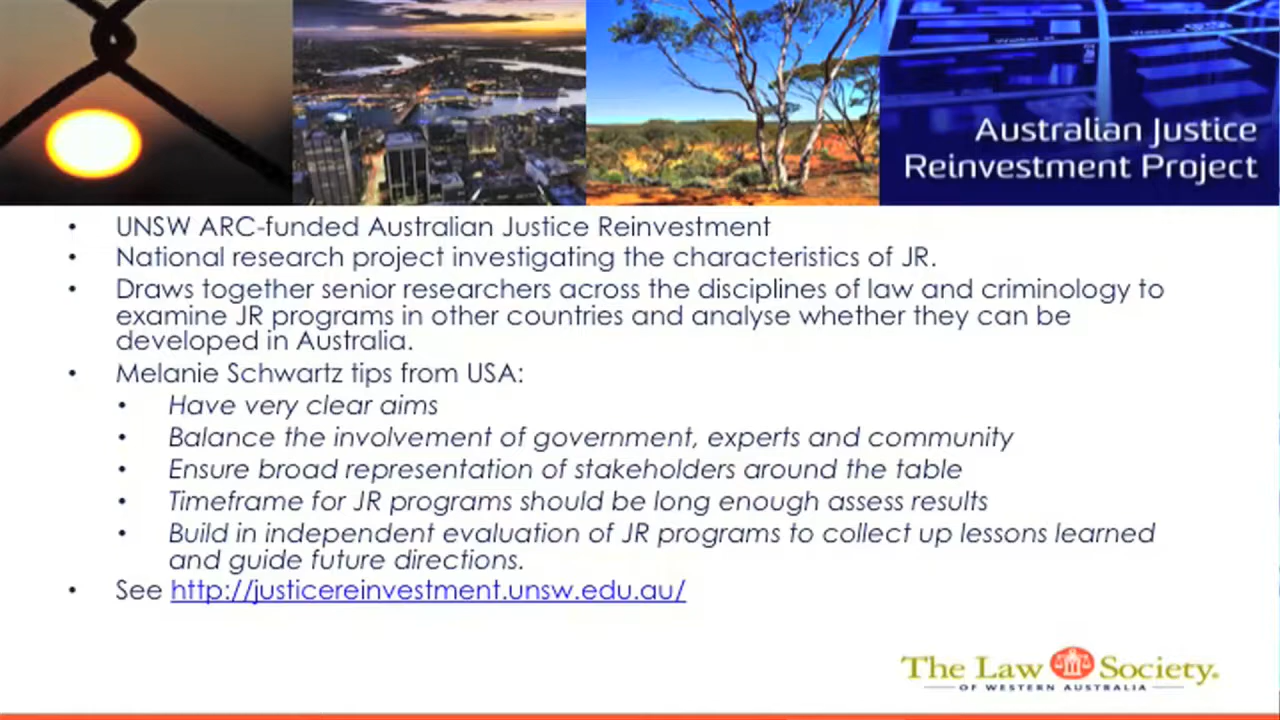 Australian Justice
Reinvestment Project
• UNSW ARC-funded Australian Justice Reinvestment
• National research project investigating the characteristics of JR.
• Draws together senior researchers across the disciplines of law and criminology to
examine JR programs in other countries and analyse whether they can be
developed in Australia.
• Melanie Schwartz tips from USA:
• Have very clear aims
• Balance the involvement of government, experts and community
• Ensure broad representation of stakeholders around the table
• Timeframe for JR programs should be long enough assess results
• Build in independent evaluation of JR programs to collect up lessons learned
and guide future directions.
• See http://justicereinvestment.unsw.edu.au/
The Law Society
OF WESTERN AUSTRALIA